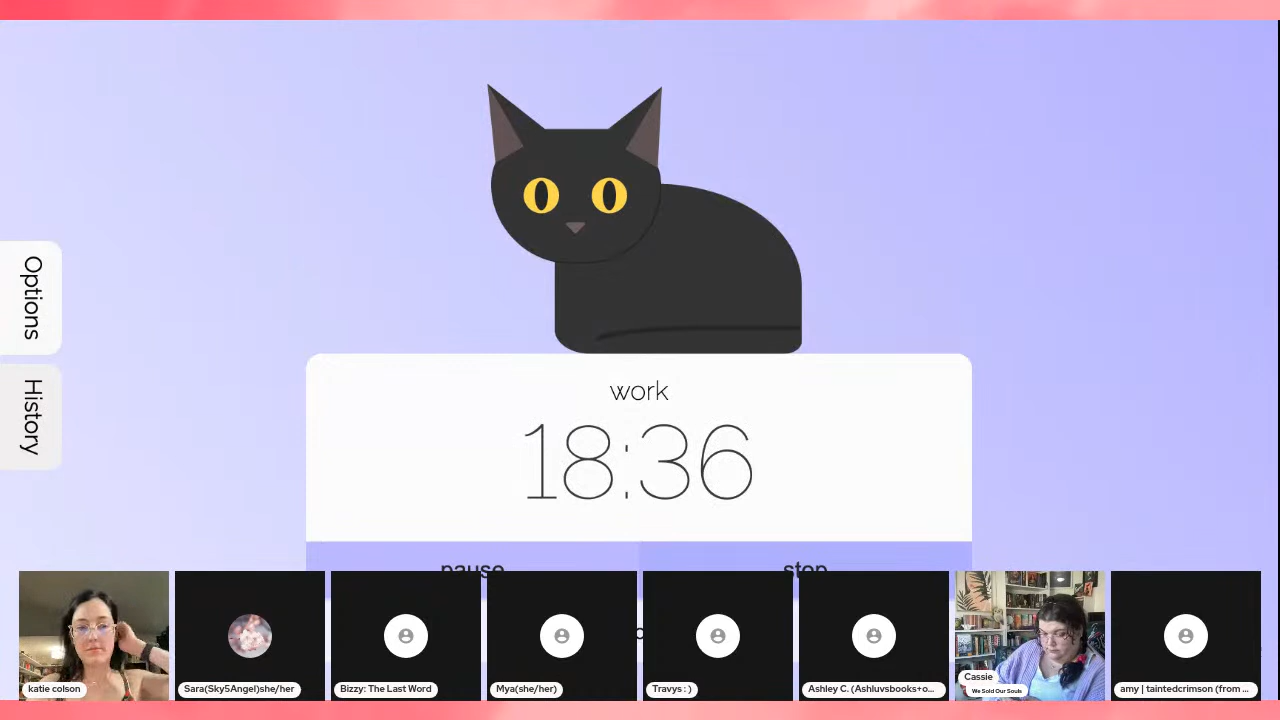 Options
History
work
18:36
pause
stop
katie colson
Sara(Sky5Angel)she/her
Bizzy: The Last Word
Mya(she/her)
Travys : )
Ashley C. (Ashluvsbooks+o...
Cassie
We Sold Our Souls
amy | taintedcrimson (from ...